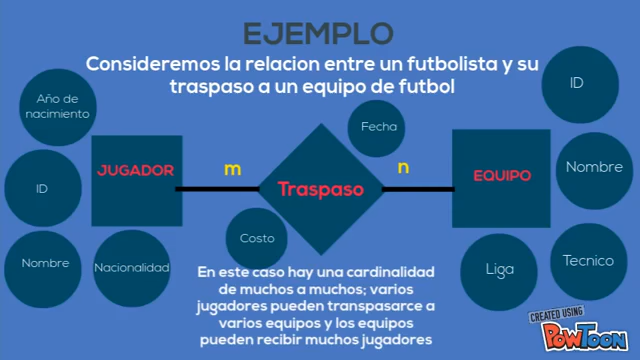 EJEMPLO
Consideremos la relacion entre un futbolista y su
traspaso a un equipo de futbol
Año de
nacimiento
ID
Nombre
Nacionalidad
JUGADOR
m
Costo
Traspaso
Fecha
n
EQUIPO
ID
Nombre
Tecnico
Liga
En este caso hay una cardinalidad
de muchos a muchos; varios
jugadores pueden transpasarce a
varios equipos y los equipos
pueden recibir muchos jugadores
CREATED USING
POWTOON